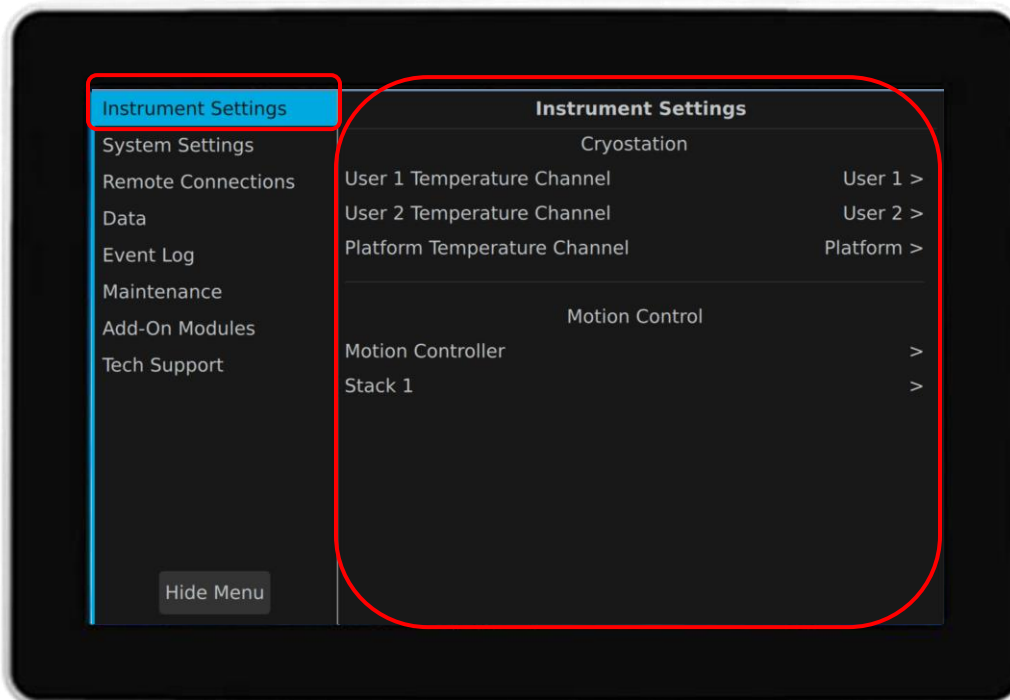 Instrument Settings
System Settings
Remote Connections
Data
Event Log
Maintenance
Add-On Modules
Tech Support
Hide Menu
Instrument Settings
Cryostation
User 1 Temperature Channel User 1 >
User 2 Temperature Channel User 2 >
Platform Temperature Channel Platform >
Motion Control
Motion Controller >
Stack 1 >